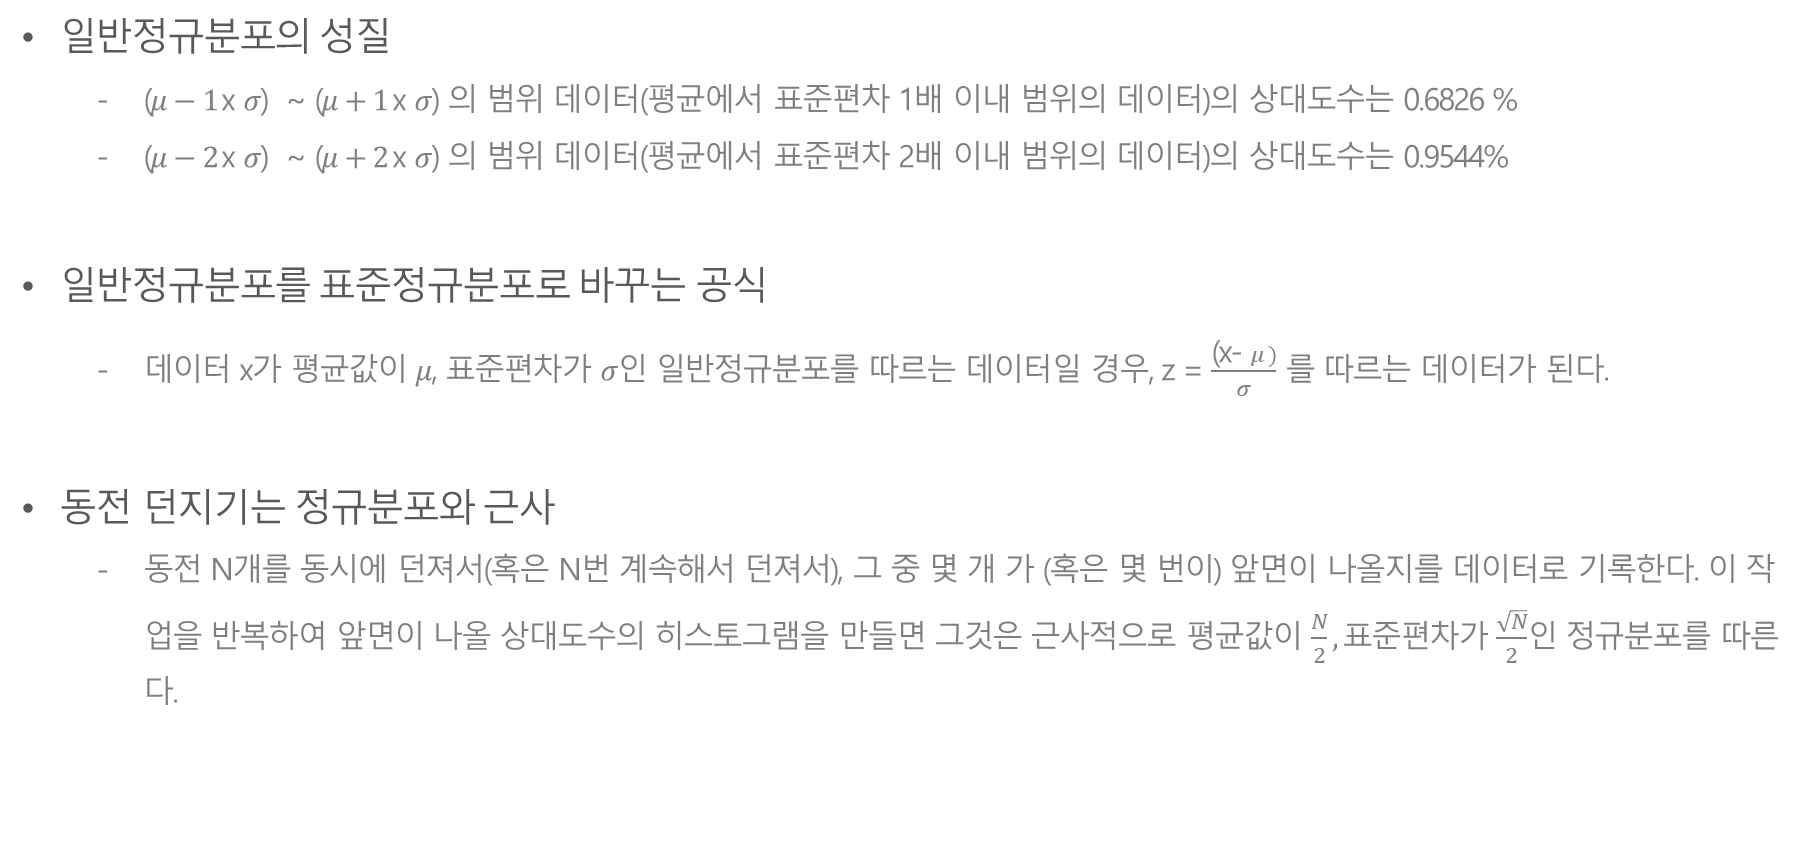 • 일반정규분포의 성질
- (μ − 1x σ) ~ (μ + 1x σ) 의 범위 데이터(평균에서 표준편차 1배 이내 범위의 데이터)의 상대도수는 0.6826 %
- (μ − 2x σ) ~ (μ + 2x σ) 의 범위 데이터(평균에서 표준편차 2배 이내 범위의 데이터)의 상대도수는 0.9544%
• 일반정규분포를 표준정규분포로 바꾸는 공식
- 데이터 x가 평균값이 μ, 표준편차가 σ인 일반정규분포를 따르는 데이터일 경우, z = (x- μ)/σ 를 따르는 데이터가 된다.
• 동전 던지기는 정규분포와 근사
- 동전 N개를 동시에 던져서(혹은 N번 계속해서 던져서), 그 중 몇 개 가 (혹은 몇 번이) 앞면이 나올지를 데이터로 기록한다. 이 작
업을 반복하여 앞면이 나올 상대도수의 히스토그램을 만들면 그것은 근사적으로 평균값이 N/2 , 표준편차가 √N/2인 정규분포를 따른
다.